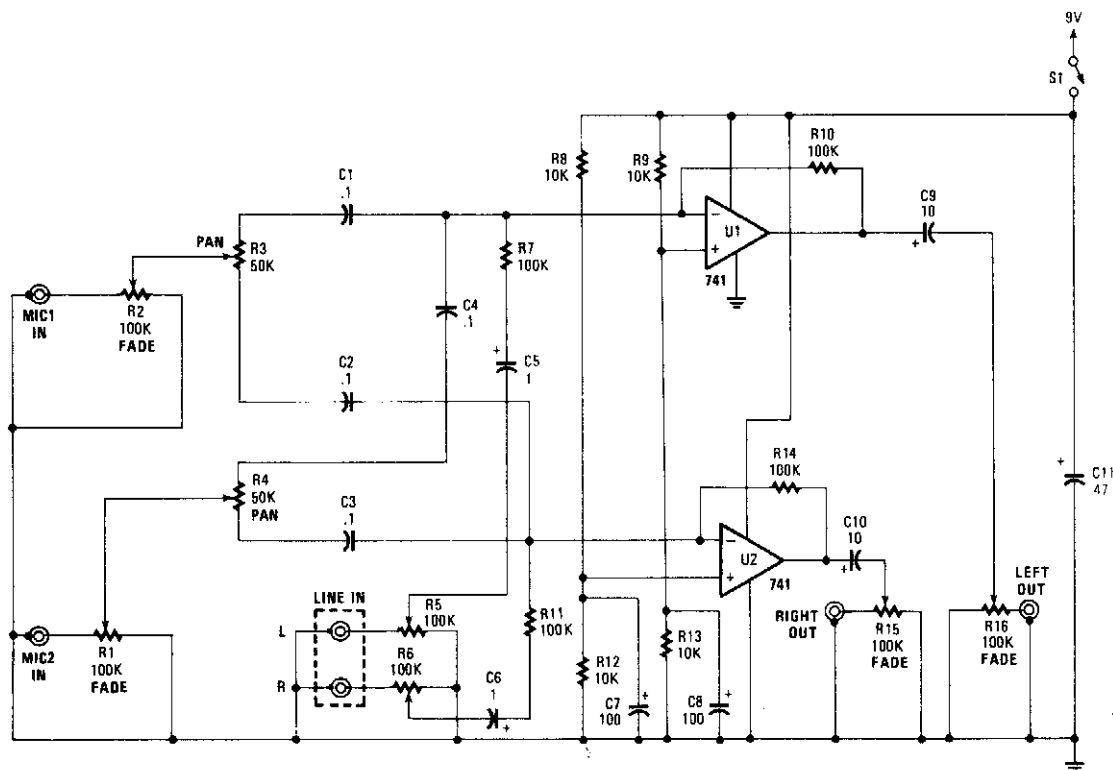 9V
S1
R10
100K
R8
10K
R9
10K
C1
.1
C9
10
+
PAN
R3
50K
R7
100K
−
U1
+
741
MIC1
IN
R2
100K
FADE
C4
.1
+
C5
1
C2
.1
R14
100K
+
C11
47
R4
50K
PAN
C3
.1
C10
10
+
−
U2
+
741
LINE IN
L
R5
100K
R11
100K
RIGHT
OUT
LEFT
OUT
R15
100K
FADE
R16
100K
FADE
MIC2
IN
R1
100K
FADE
R
R6
100K
C6
1
+
R12
10K
R13
10K
C7
100
+
C8
100
+